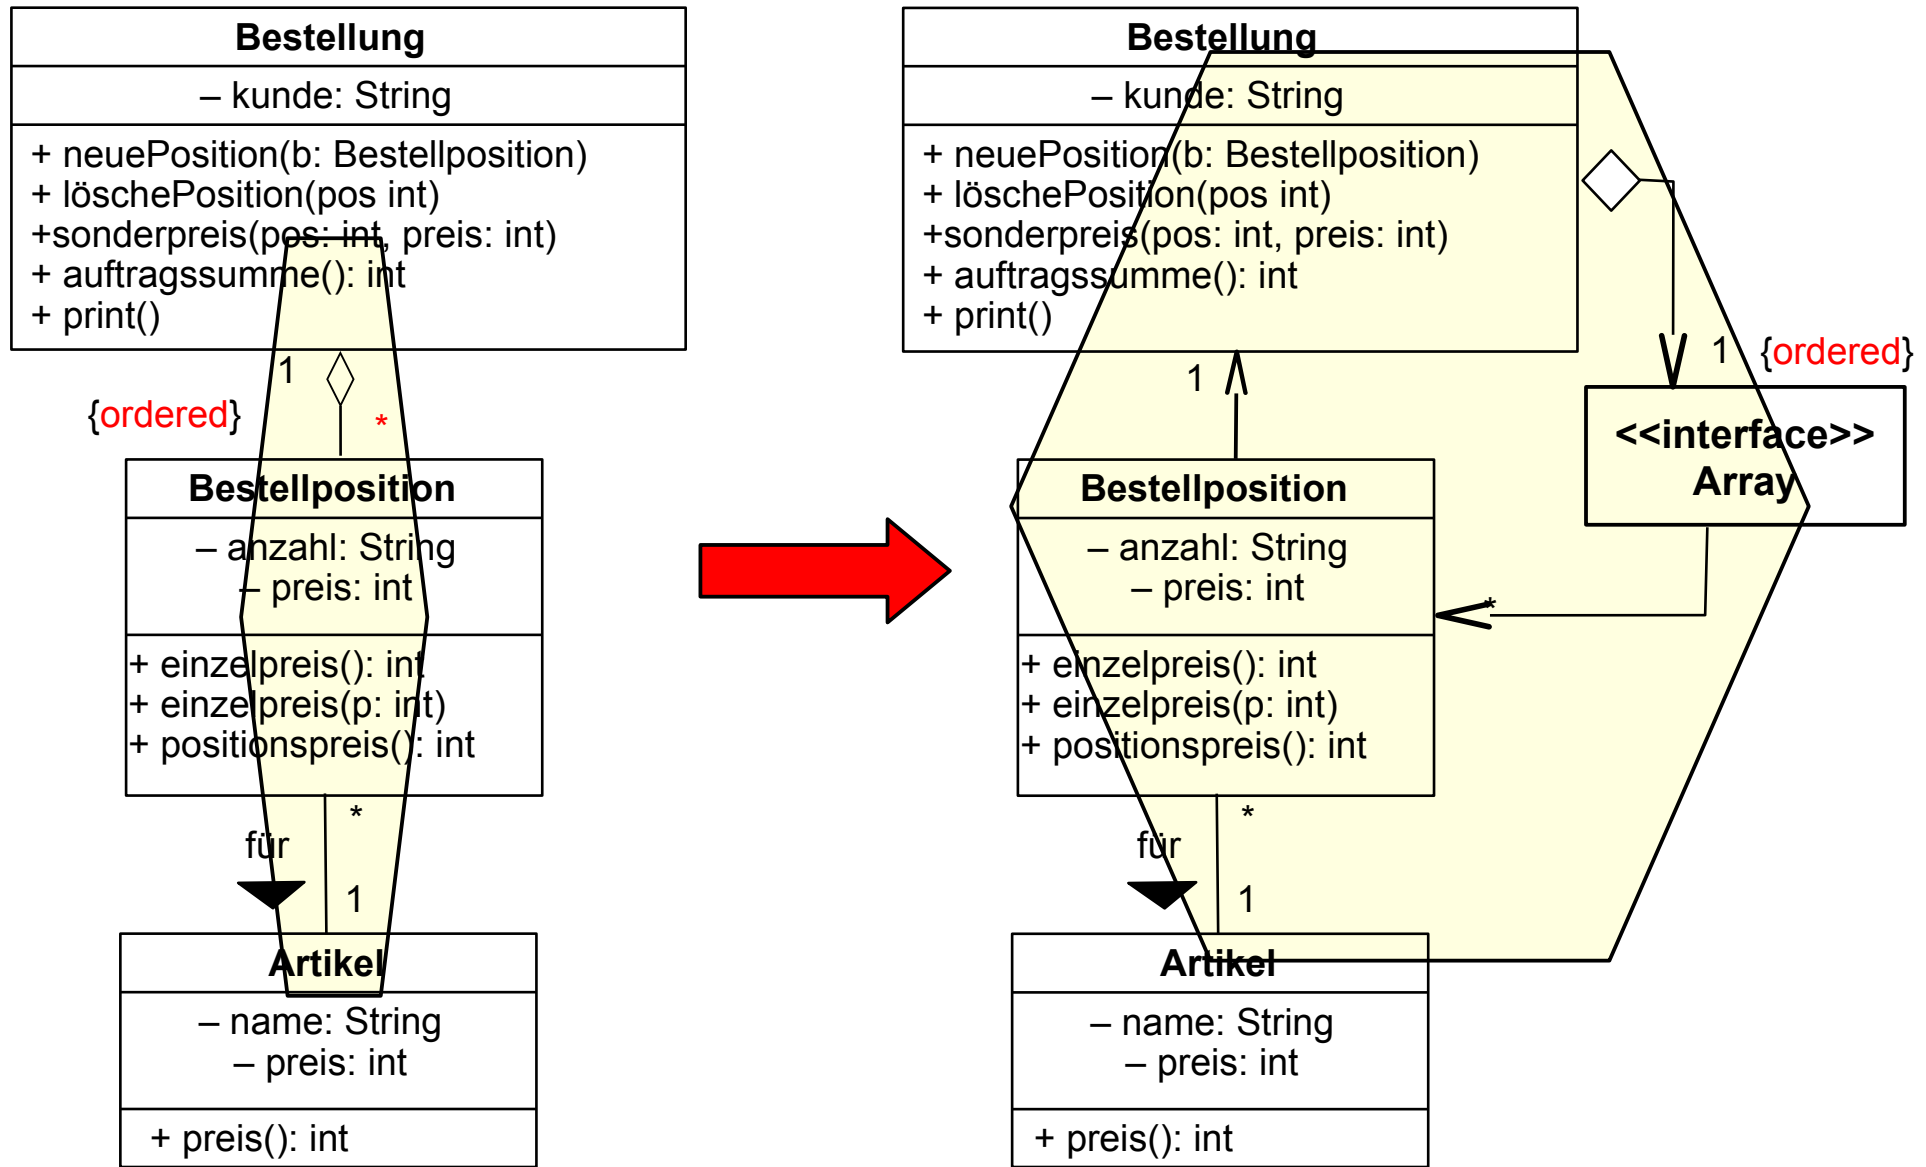 Bestellung
– kunde: String
+ neuePosition(b: Bestellposition)
+ löschePosition(pos int)
+sonderpreis(pos: int, preis: int)
+ auftragssumme(): int
+ print()
1
{ordered}
*
Bestellposition
– anzahl: String
– preis: int
+ einzelpreis(): int
+ einzelpreis(p: int)
+ positionspreis(): int
*
für
1
Artikel
– name: String
– preis: int
+ preis(): int
Bestellung
– kunde: String
+ neuePosition(b: Bestellposition)
+ löschePosition(pos int)
+sonderpreis(pos: int, preis: int)
+ auftragssumme(): int
+ print()
1
1 {ordered}
<<interface>>
Array
Bestellposition
– anzahl: String
– preis: int
*
+ einzelpreis(): int
+ einzelpreis(p: int)
+ positionspreis(): int
*
für
1
Artikel
– name: String
– preis: int
+ preis(): int